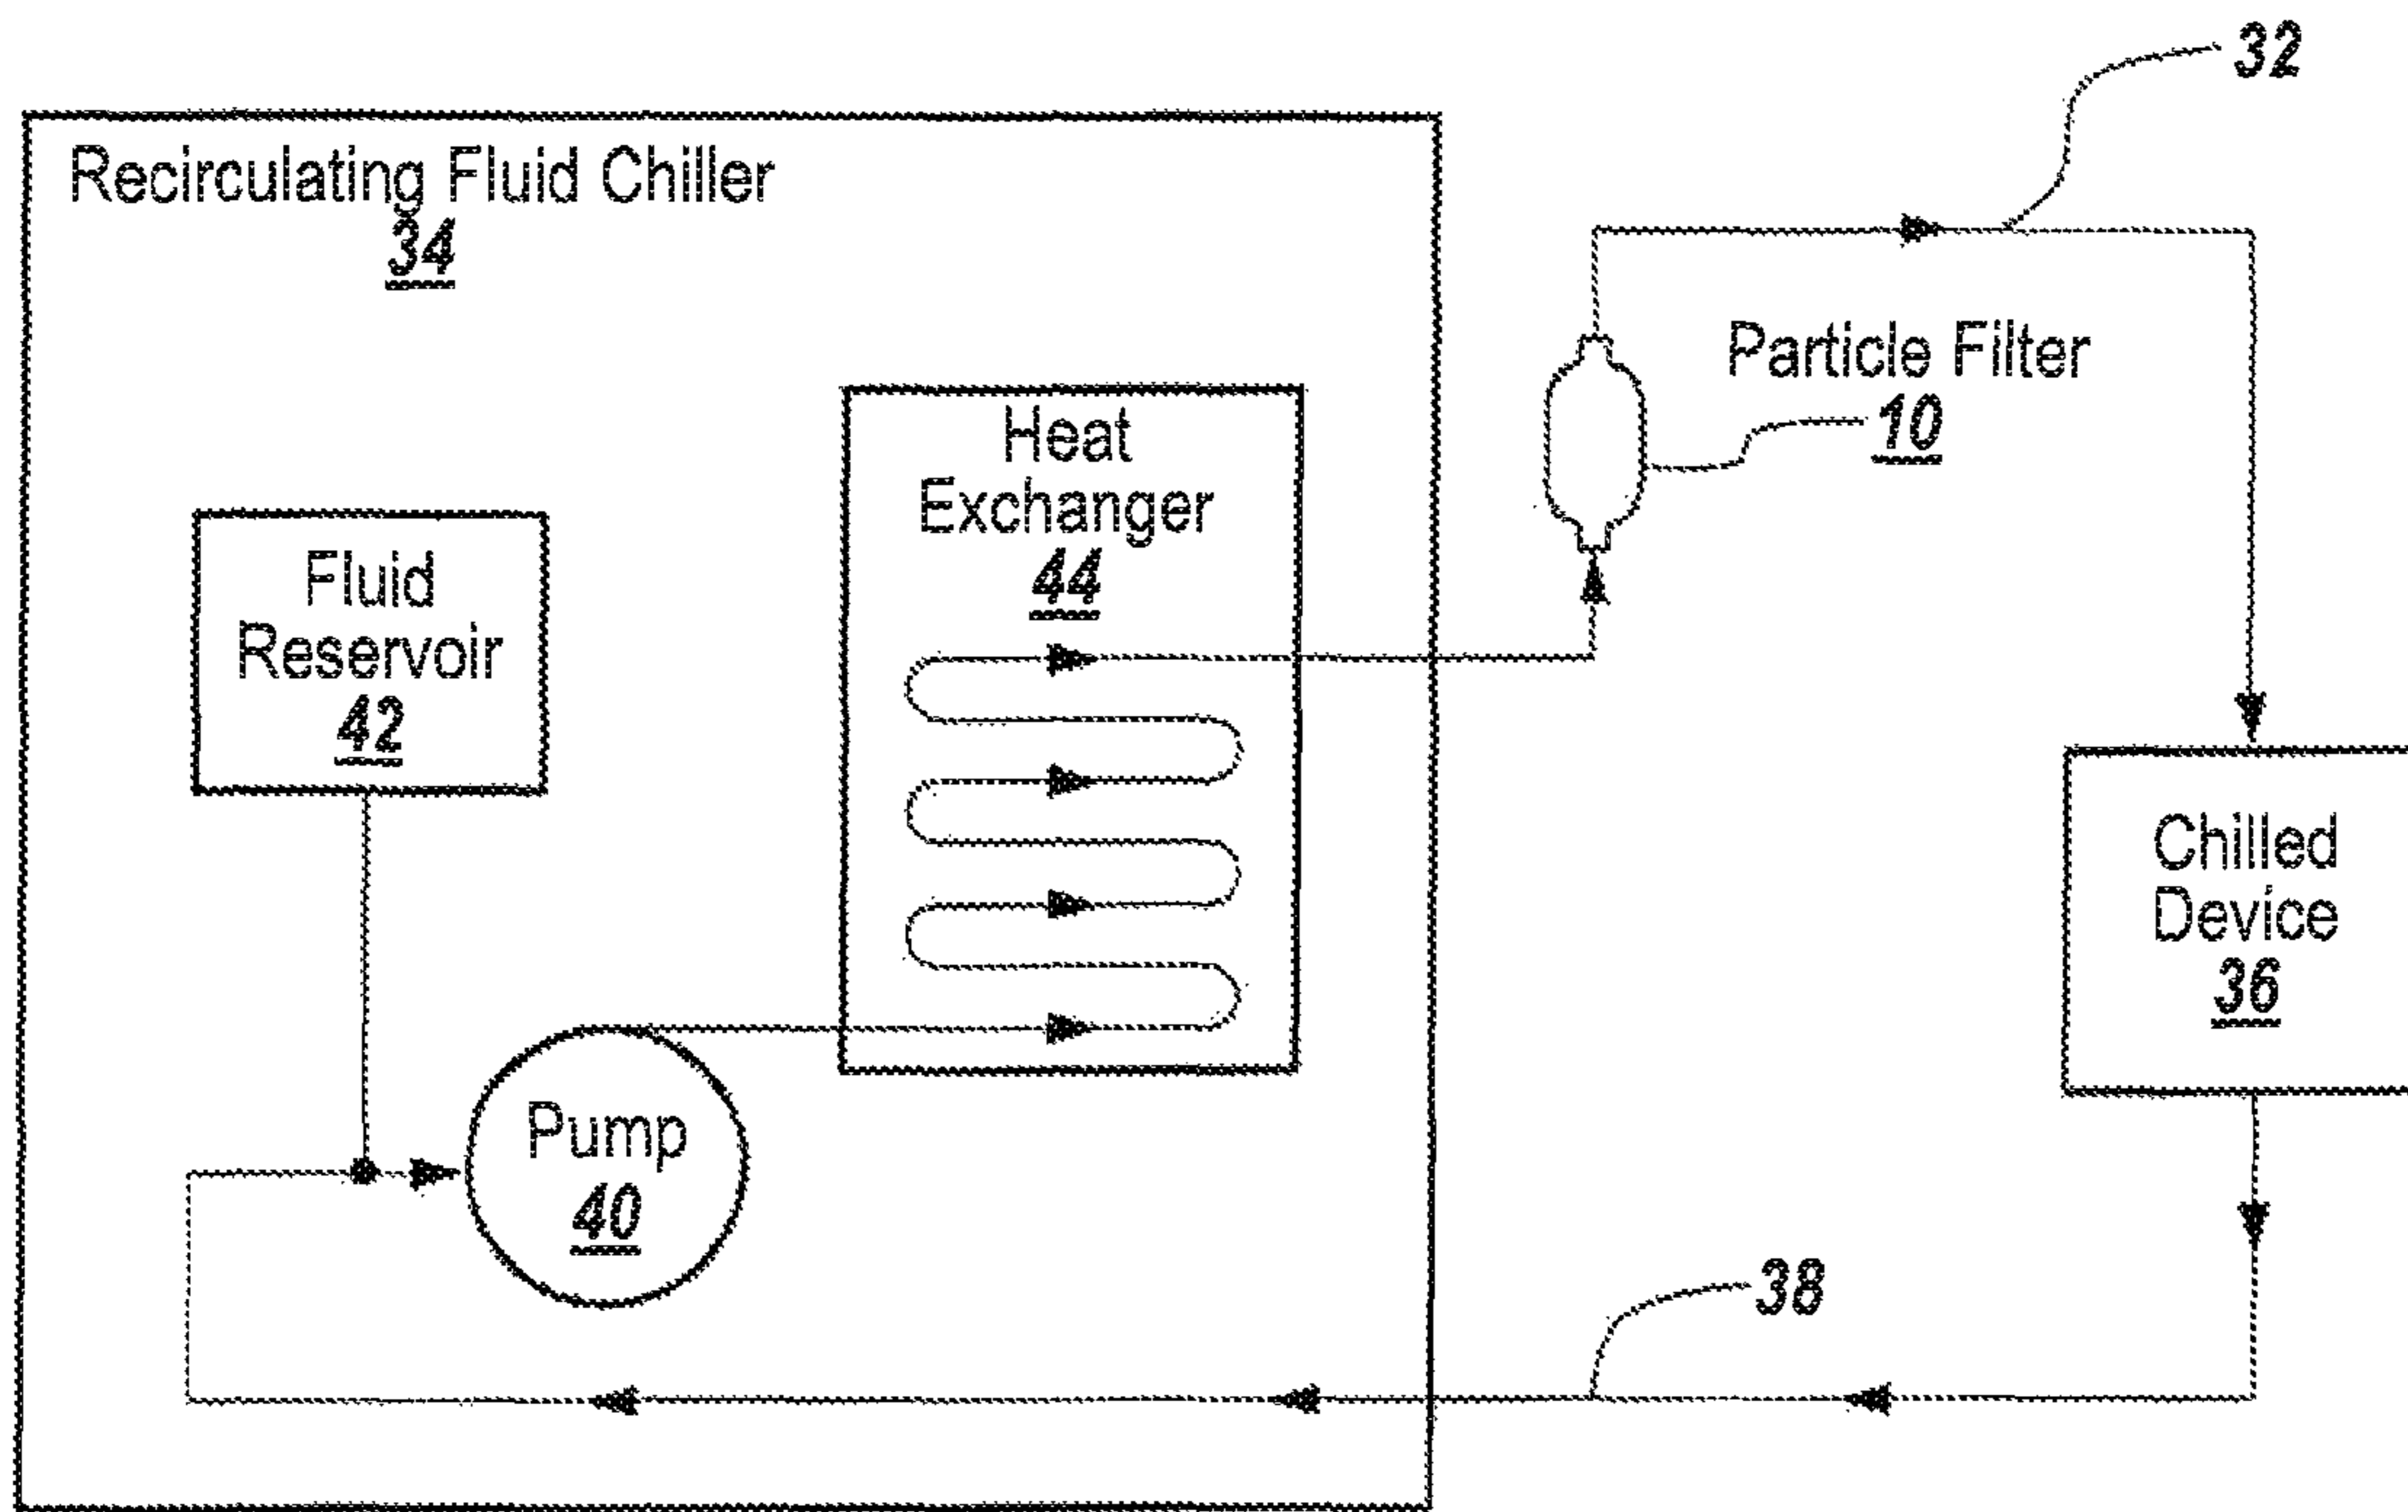 32
Recirculating Fluid Chiller
34
Particle Filter
10
Heat
Exchanger
44
Fluid
Reservoir
42
Chilled
Device
36
Pump
40
38